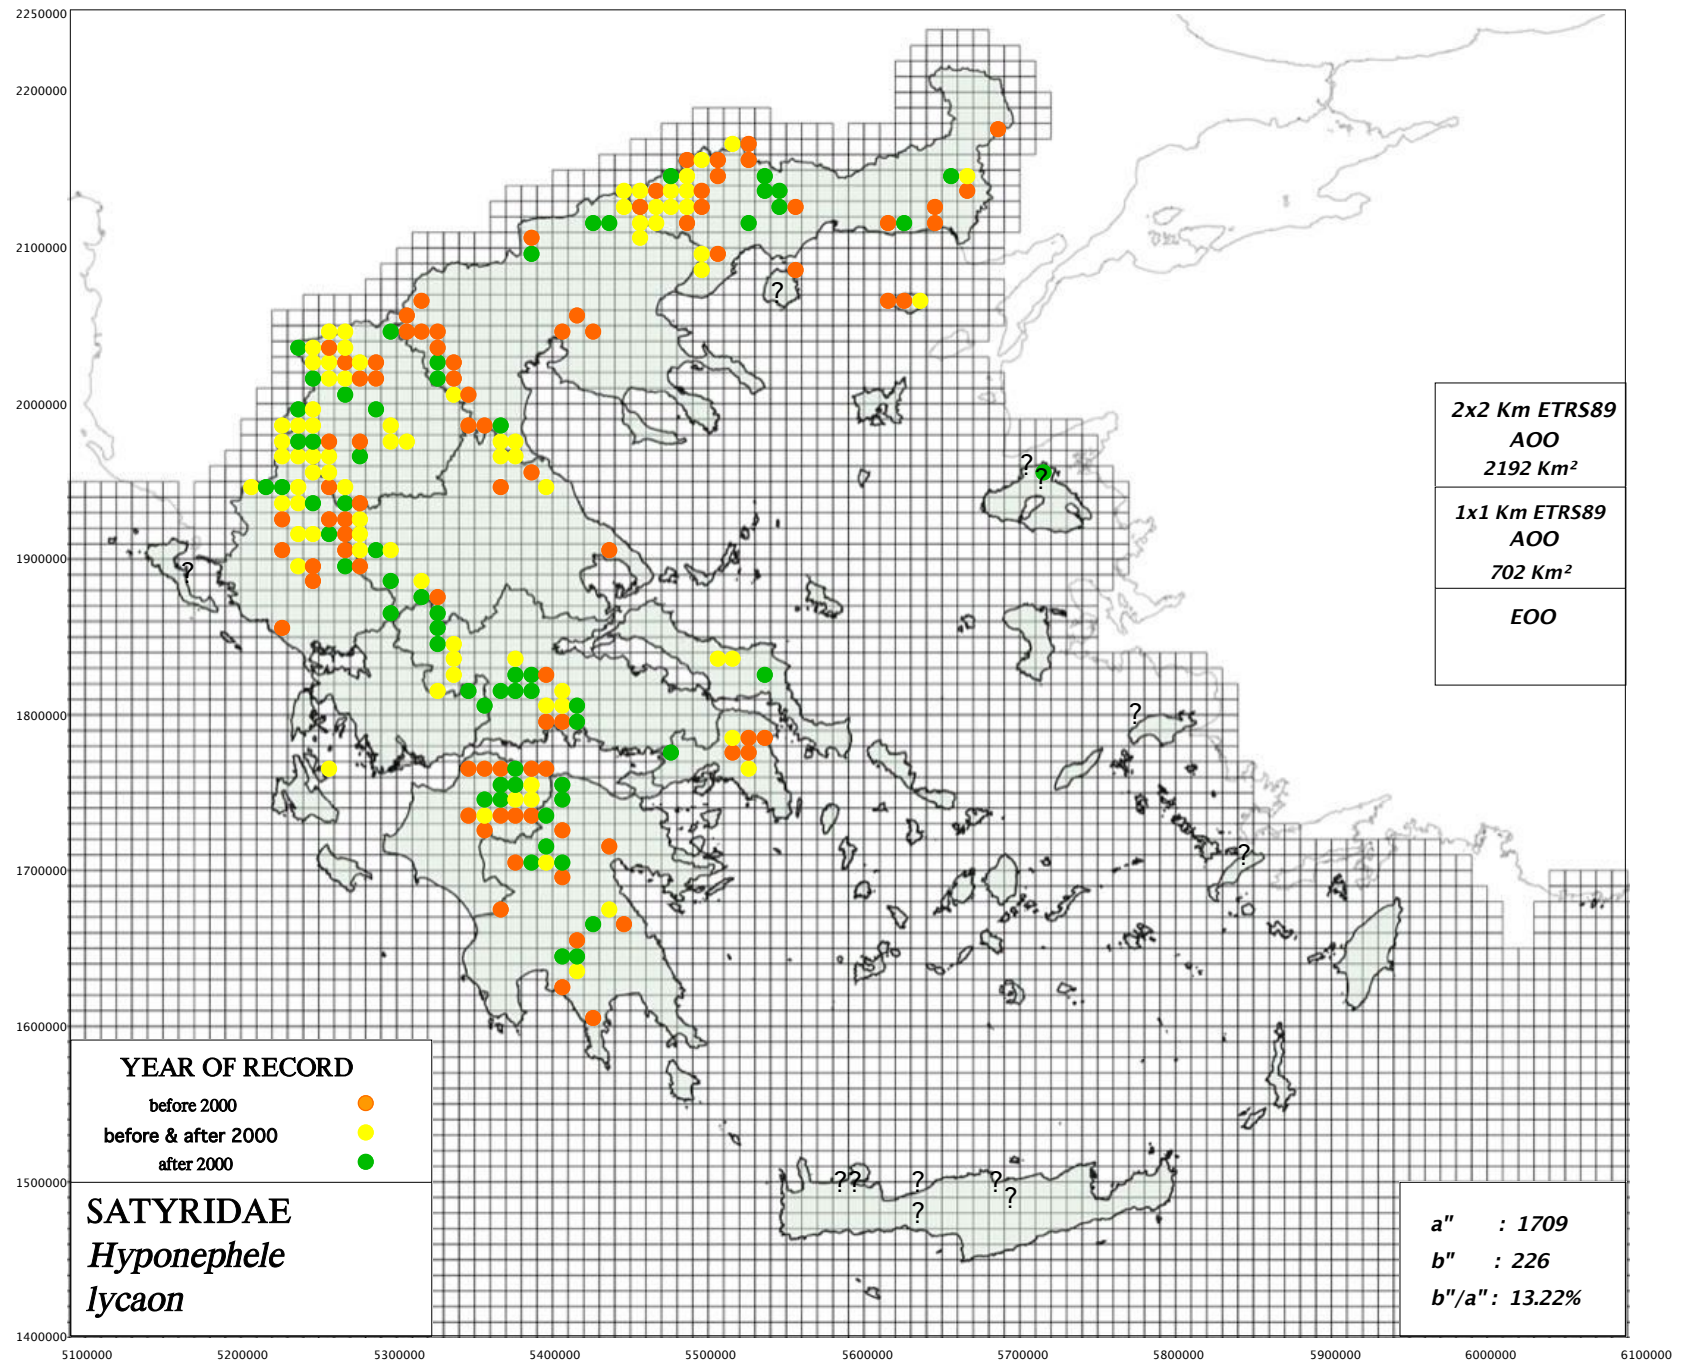 2250000
2200000
2100000
2000000
1900000
1800000
1700000
1600000
1500000
1400000
5100000 5200000 5300000 5400000 5500000 5600000 5700000 5800000 5900000 6000000 6100000
?
?
?
?
?
?
?
? ?
?
?
?
?
2x2 Km ETRS89
AOO
2192 Km²
1x1 Km ETRS89
AOO
702 Km²
EOO
YEAR OF RECORD
before 2000
before & after 2000
after 2000
SATYRIDAE
Hyponephele
lycaon
a" : 1709
b" : 226
b"/a" : 13.22%